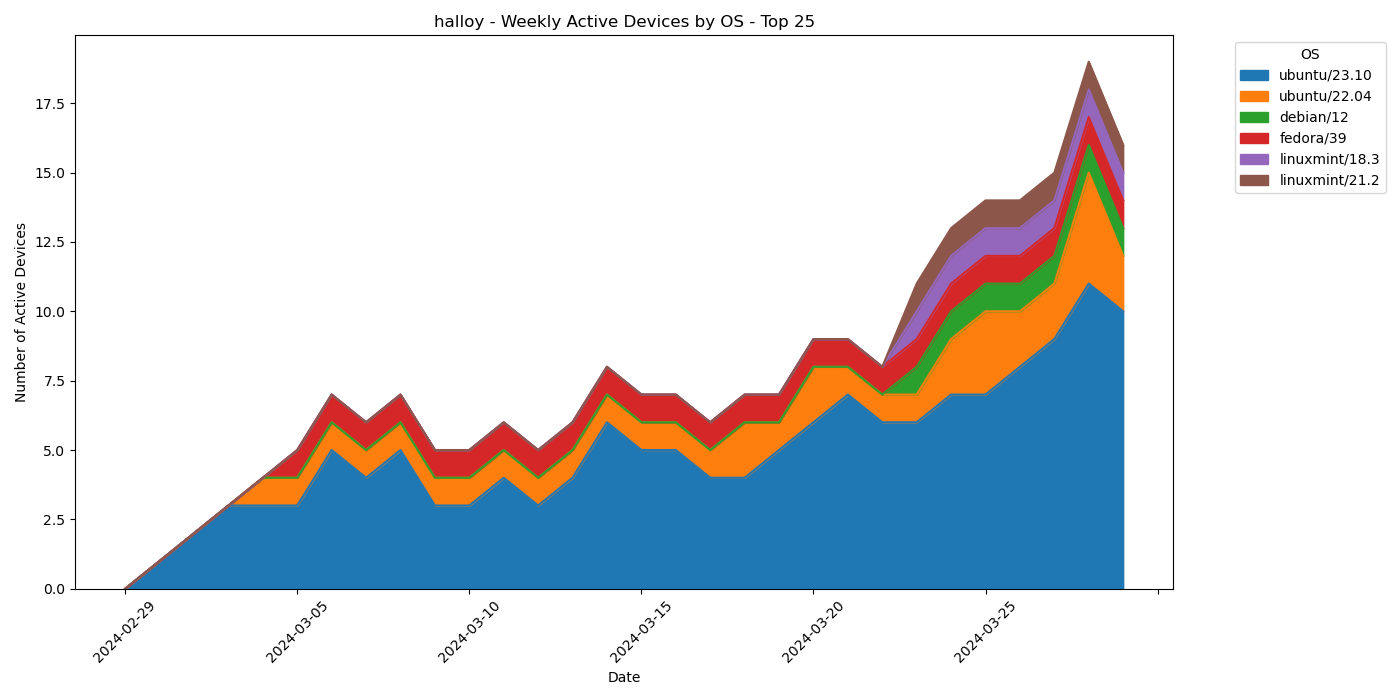 halloy - Weekly Active Devices by OS - Top 25
OS
ubuntu/23.10
ubuntu/22.04
debian/12
fedora/39
linuxmint/18.3
linuxmint/21.2
Number of Active Devices
17.5
15.0
12.5
10.0
7.5
5.0
2.5
0.0
2024-02-29
2024-03-05
2024-03-10
2024-03-15
2024-03-20
2024-03-25
Date